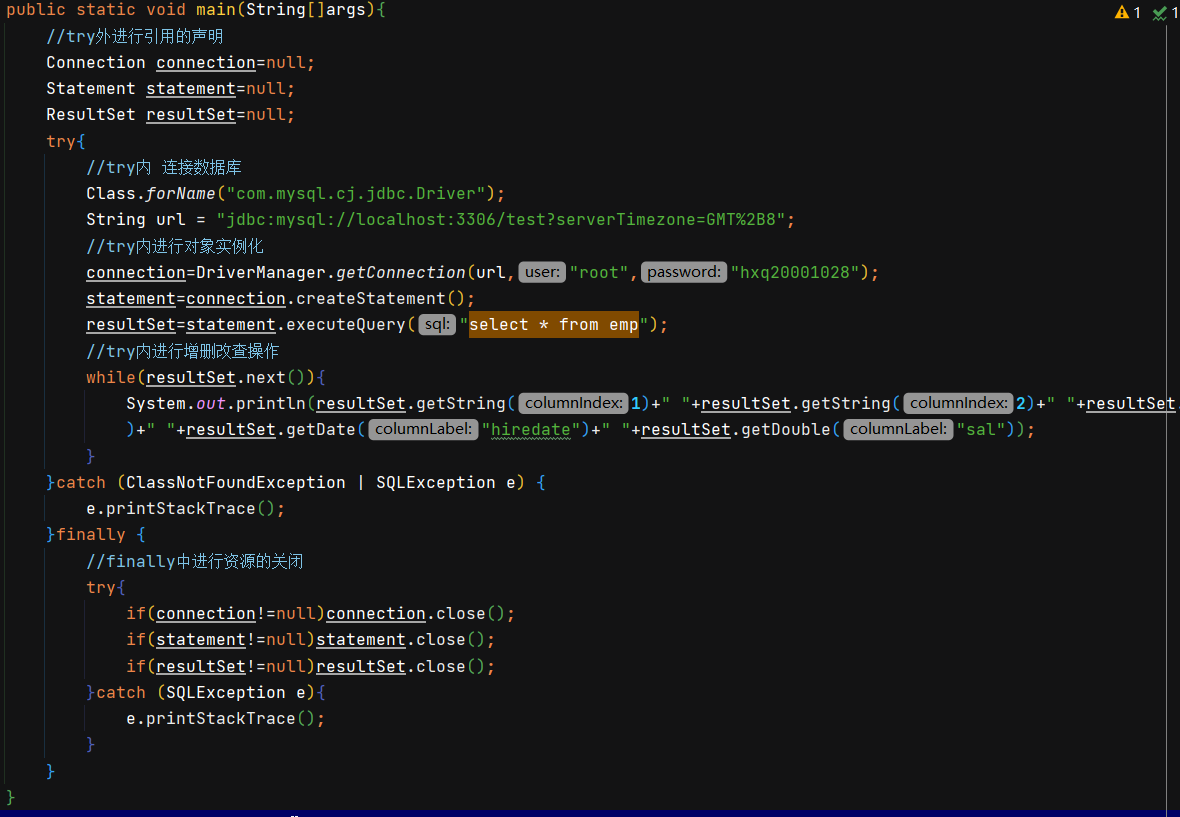 public static void main(String[]args){
1 1
//try外进行引用的声明
Connection connection=null;
Statement statement=null;
ResultSet resultSet=null;
try{
//try内 连接数据库
Class.forName("com.mysql.cj.jdbc.Driver");
String url = "jdbc:mysql://localhost:3306/test?serverTimezone=GMT%2B8";
//try内进行对象实例化
connection=DriverManager.getConnection(url, user: "root", password: "hxq20001028");
statement=connection.createStatement();
resultSet=statement.executeQuery( sql: "select * from emp");
//try内进行增删改查操作
while(resultSet.next()){
System.out.println(resultSet.getString( columnIndex: 1)+" "+resultSet.getString( columnIndex: 2)+" "+resultSet.
)+" "+resultSet.getDate( columnLabel: "hiredate")+" "+resultSet.getDouble( columnLabel: "sal"));
}
}catch (ClassNotFoundException | SQLException e) {
e.printStackTrace();
}finally {
//finally中进行资源的关闭
try{
if(connection!=null)connection.close();
if(statement!=null)statement.close();
if(resultSet!=null)resultSet.close();
}catch (SQLException e){
e.printStackTrace();
}
}
}